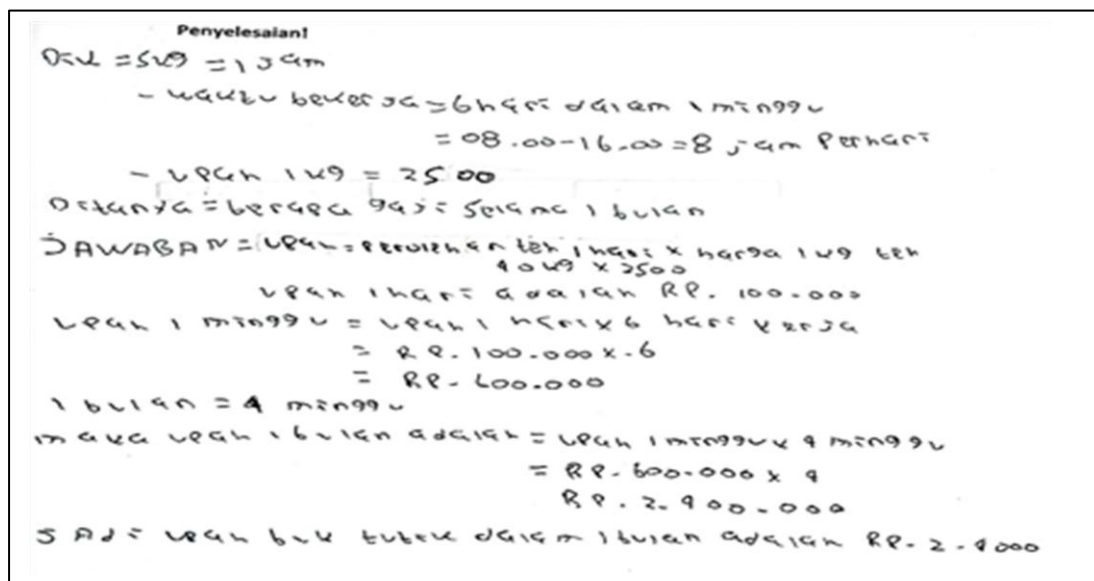 Penyelesaian!
Dik = 5kg = 1 jam
- waktu bekerja = 6 hari dalam 1 minggu
= 08.00-16.00 = 8 jam Perhari
- upah 1 kg = 2500
Ditanya = berapa gaji selama 1 bulan
JAWABAN = upah = perolehan teh 1 hari x harga 1 kg teh
40 kg x 2500
upah 1 hari adalah RP. 100.000
upah 1 minggu = upah 1 hari x 6 hari kerja
= RP. 100.000 x . 6
= RP. 600.000
1 bulan = 4 minggu
maka upah 1 bulan adalah = upah 1 minggu x 4 minggu
= RP. 600.000 x 4
RP. 2.400.000
JADi upah buk tutik dalam 1 bulan adalah RP. 2.4000